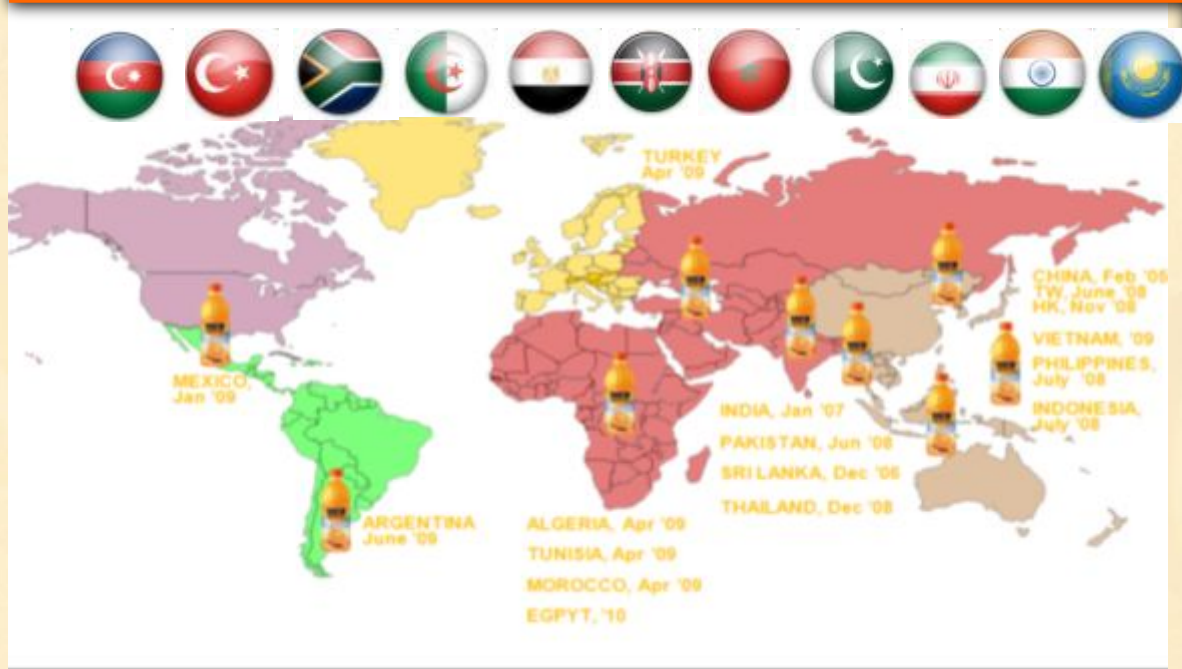 TURKEY
Apr '09
CHINA, Feb '05
TW, June '08
HK, Nov '08
VIETNAM, '09
PHILIPPINES,
July '08
INDONESIA,
July '08
MEXICO,
Jan '09
INDIA, Jan '07
PAKISTAN, Jun '08
SRI LANKA, Dec '06
THAILAND, Dec '08
ARGENTINA
June '09
ALGERIA, Apr '09
TUNISIA, Apr '09
MOROCCO, Apr '09
EGPYT, '10